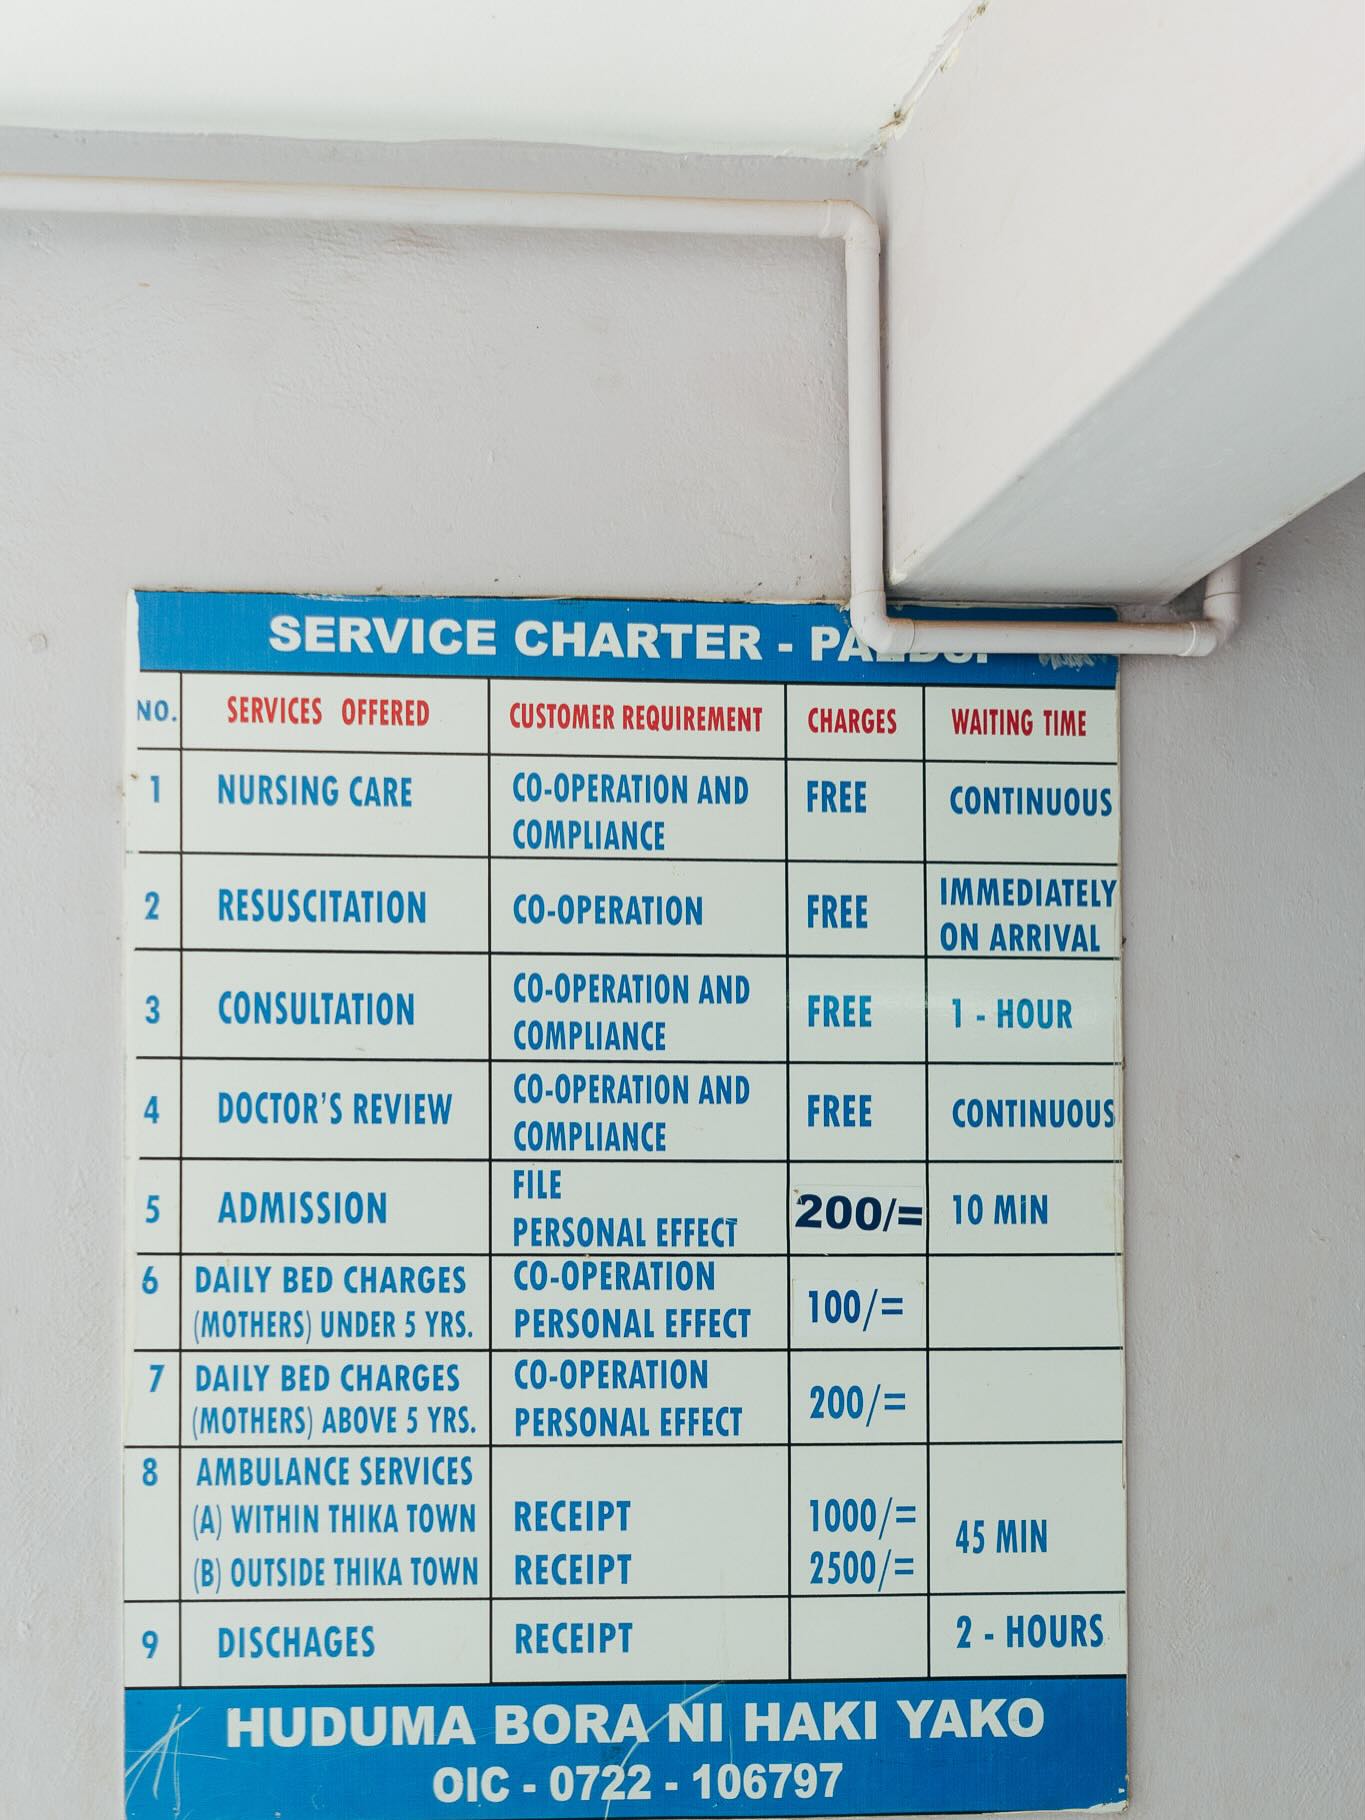 SERVICE CHARTER -
NO. SERVICES OFFERED CUSTOMER REQUIREMENT CHARGES WAITING TIME
1 NURSING CARE CO-OPERATION AND COMPLIANCE FREE CONTINUOUS
2 RESUSCITATION CO-OPERATION FREE IMMEDIATELY ON ARRIVAL
3 CONSULTATION CO-OPERATION AND COMPLIANCE FREE 1 - HOUR
4 DOCTOR'S REVIEW CO-OPERATION AND COMPLIANCE FREE CONTINUOUS
5 ADMISSION FILE PERSONAL EFFECT 200/= 10 MIN
6 DAILY BED CHARGES CO-OPERATION
(MOTHERS) UNDER 5 YRS. PERSONAL EFFECT 100/=
7 DAILY BED CHARGES CO-OPERATION
(MOTHERS) ABOVE 5 YRS. PERSONAL EFFECT 200/=
8 AMBULANCE SERVICES
(A) WITHIN THIKA TOWN RECEIPT 1000/= 45 MIN
(B) OUTSIDE THIKA TOWN RECEIPT 2500/=
9 DISCHAGES RECEIPT 2 - HOURS
HUDUMA BORA NI HAKI YAKO
OIC - 0722 - 106797